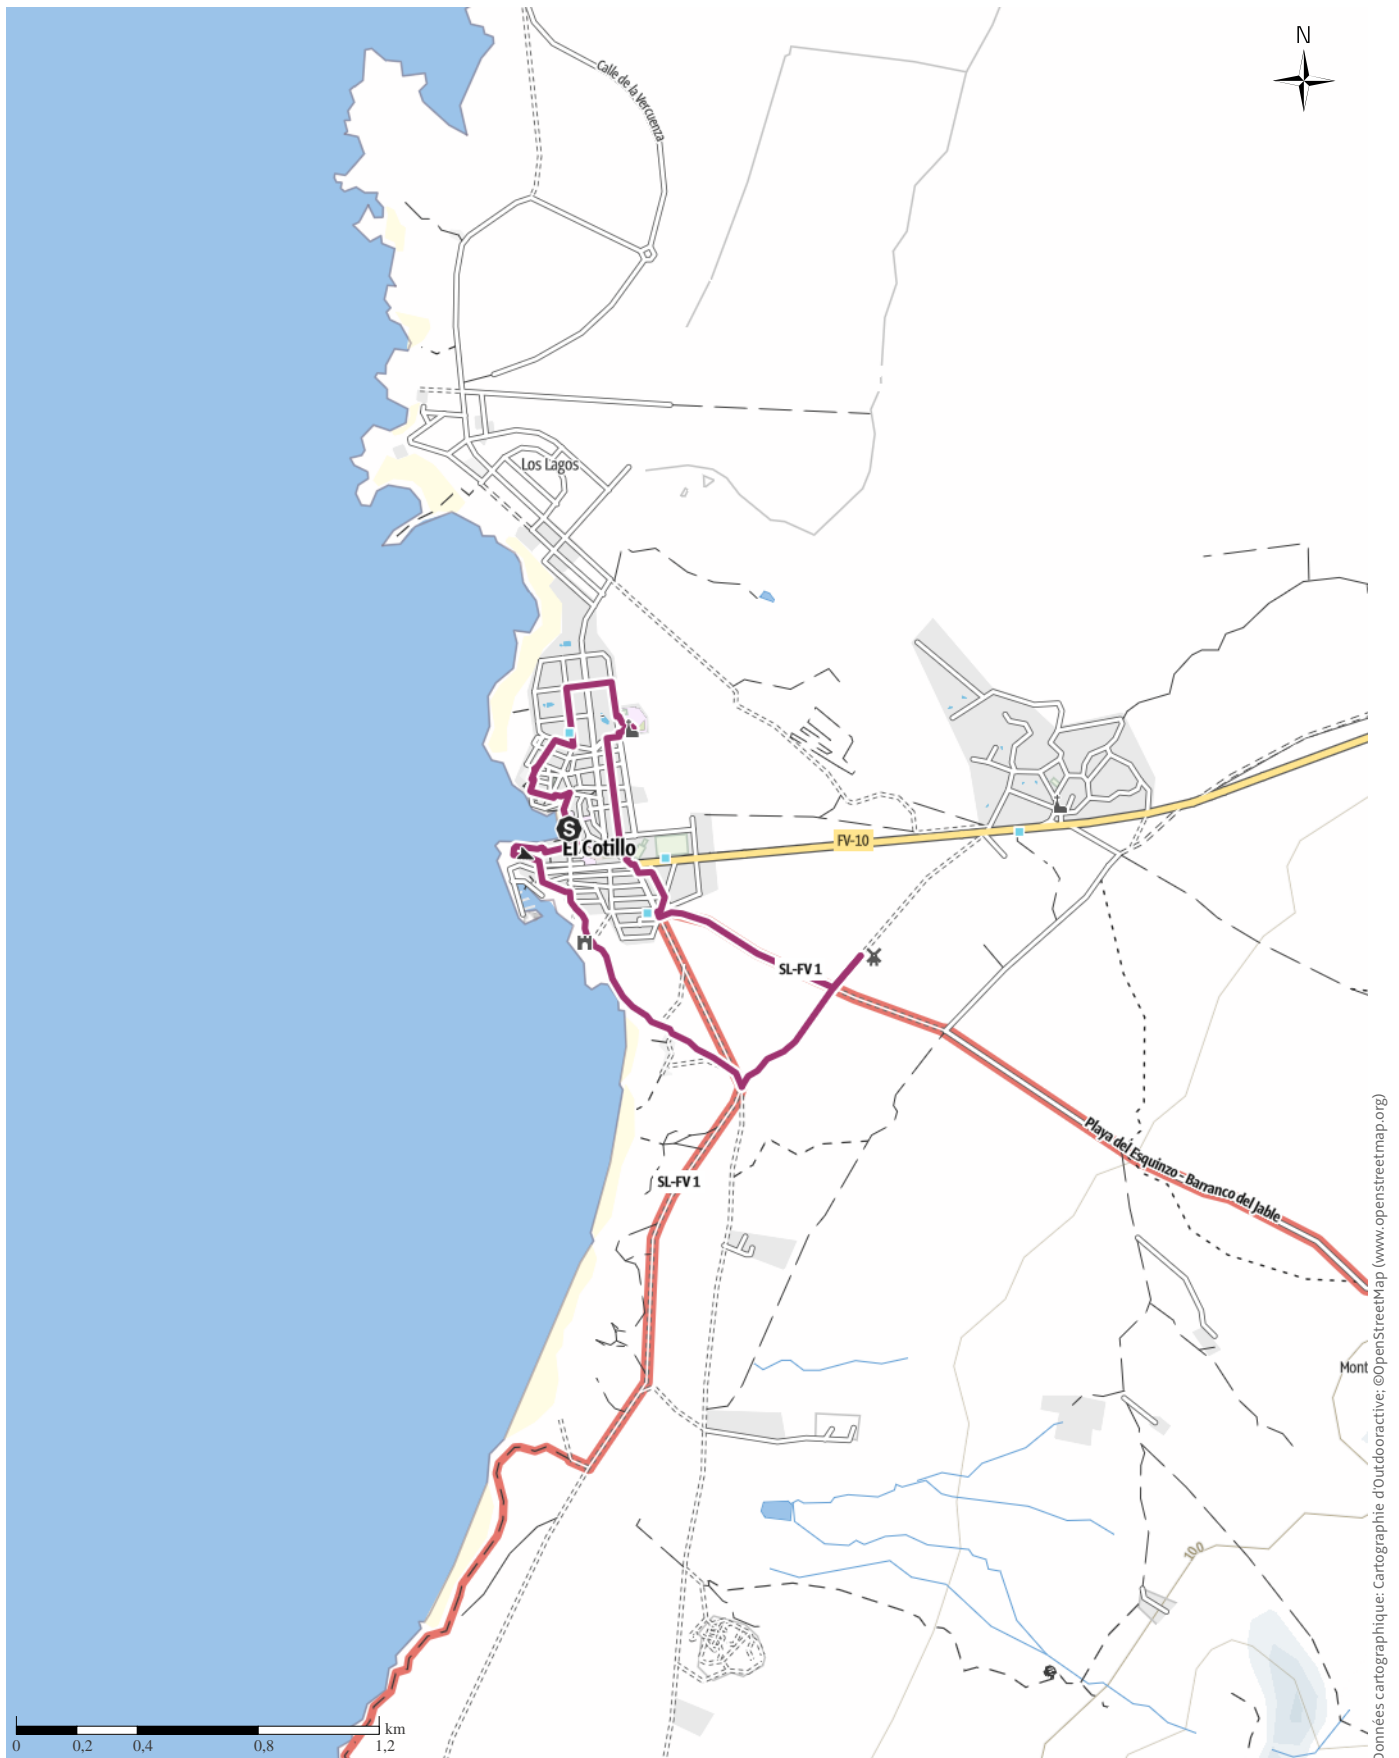 N
Calle de la Vercuenza
Los Lagos
S
El Cotillo
FV-10
SL-FV 1
Playa del Esquinzo - Barranco del Jable
SL-FV 1
Mont
100
km
0 0,2 0,4 0,8 1,2
Données cartographique: Cartographie d'Outdooractive; ©OpenStreetMap (www.openstreetmap.org)